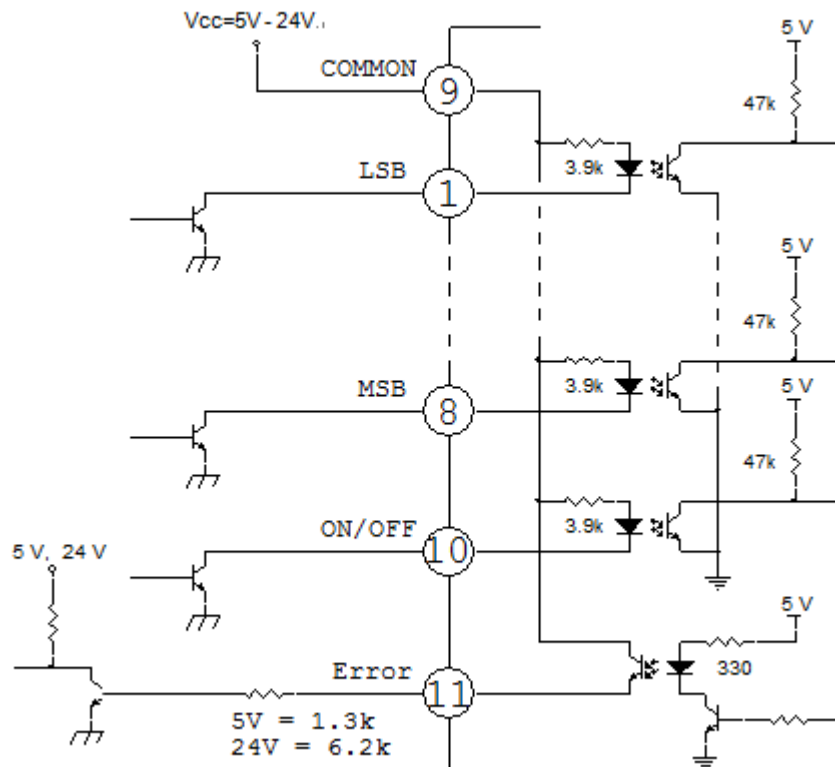 Vcc=5V-24V.
5 V
COMMON
9
47k
LSB
3.9k
1
5 V
47k
MSB
3.9k
5 V
8
47k
ON/OFF
3.9k
5 V, 24 V
10
5 V
Error
330
11
5V = 1.3k
24V = 6.2k